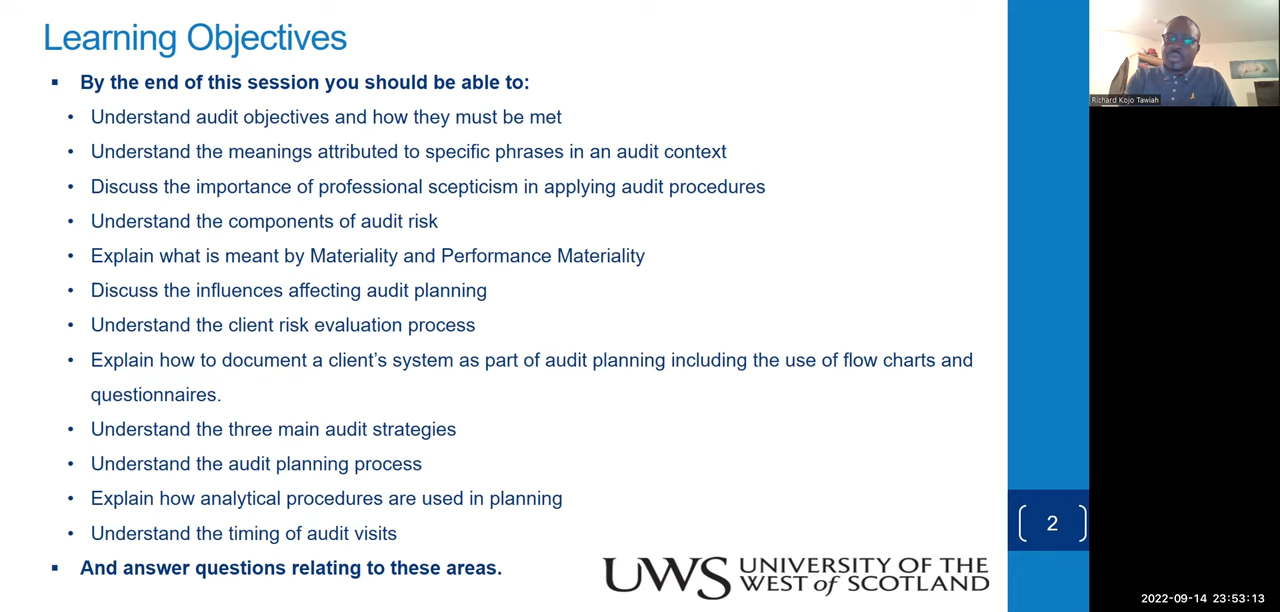 Learning Objectives
▪ By the end of this session you should be able to:
• Understand audit objectives and how they must be met
• Understand the meanings attributed to specific phrases in an audit context
• Discuss the importance of professional scepticism in applying audit procedures
• Understand the components of audit risk
• Explain what is meant by Materiality and Performance Materiality
• Discuss the influences affecting audit planning
• Understand the client risk evaluation process
• Explain how to document a client's system as part of audit planning including the use of flow charts and
questionnaires.
• Understand the three main audit strategies
• Understand the audit planning process
• Explain how analytical procedures are used in planning
• Understand the timing of audit visits
▪ And answer questions relating to these areas.
UWS UNIVERSITY OF THE
WEST of SCOTLAND
2
Richard Kojo Tawiah
2022-09-14 23:53:13